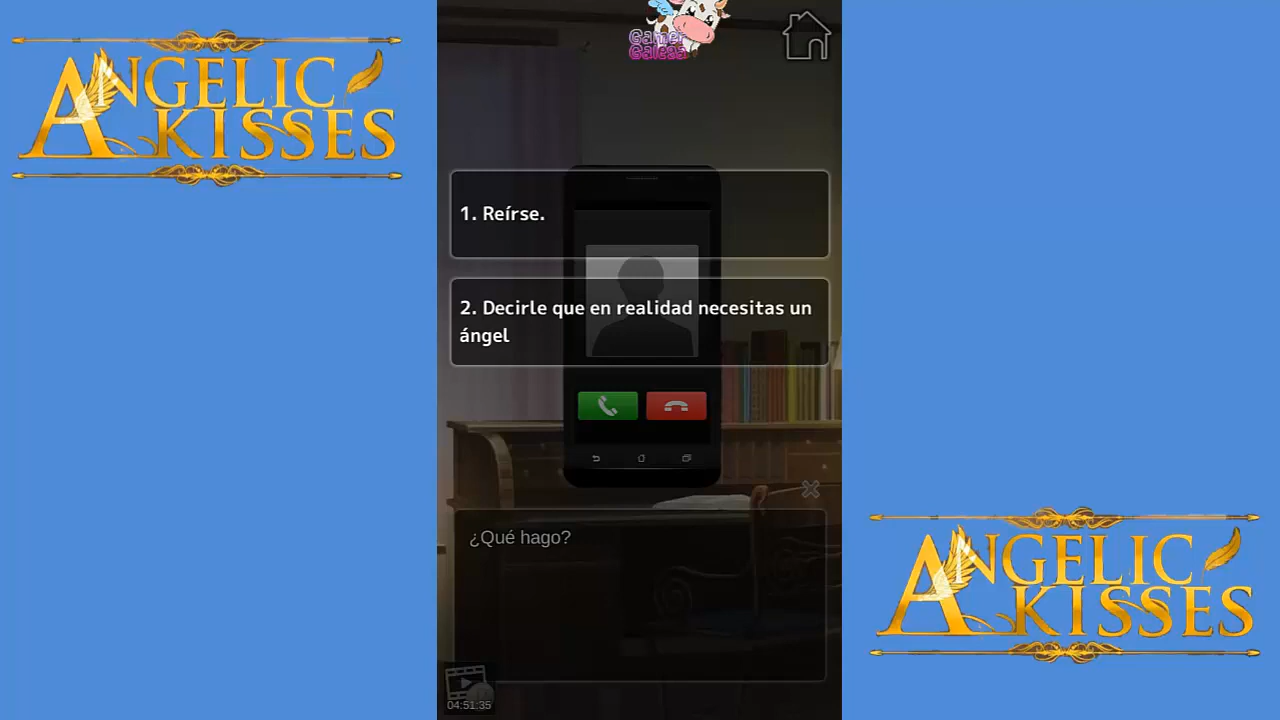 ANGELIC
KISSES
Gamer
Galega
1. Reírse.
2. Decirle que en realidad necesitas un
ángel
¿Qué hago?
04:51:35
ANGELIC
KISSES